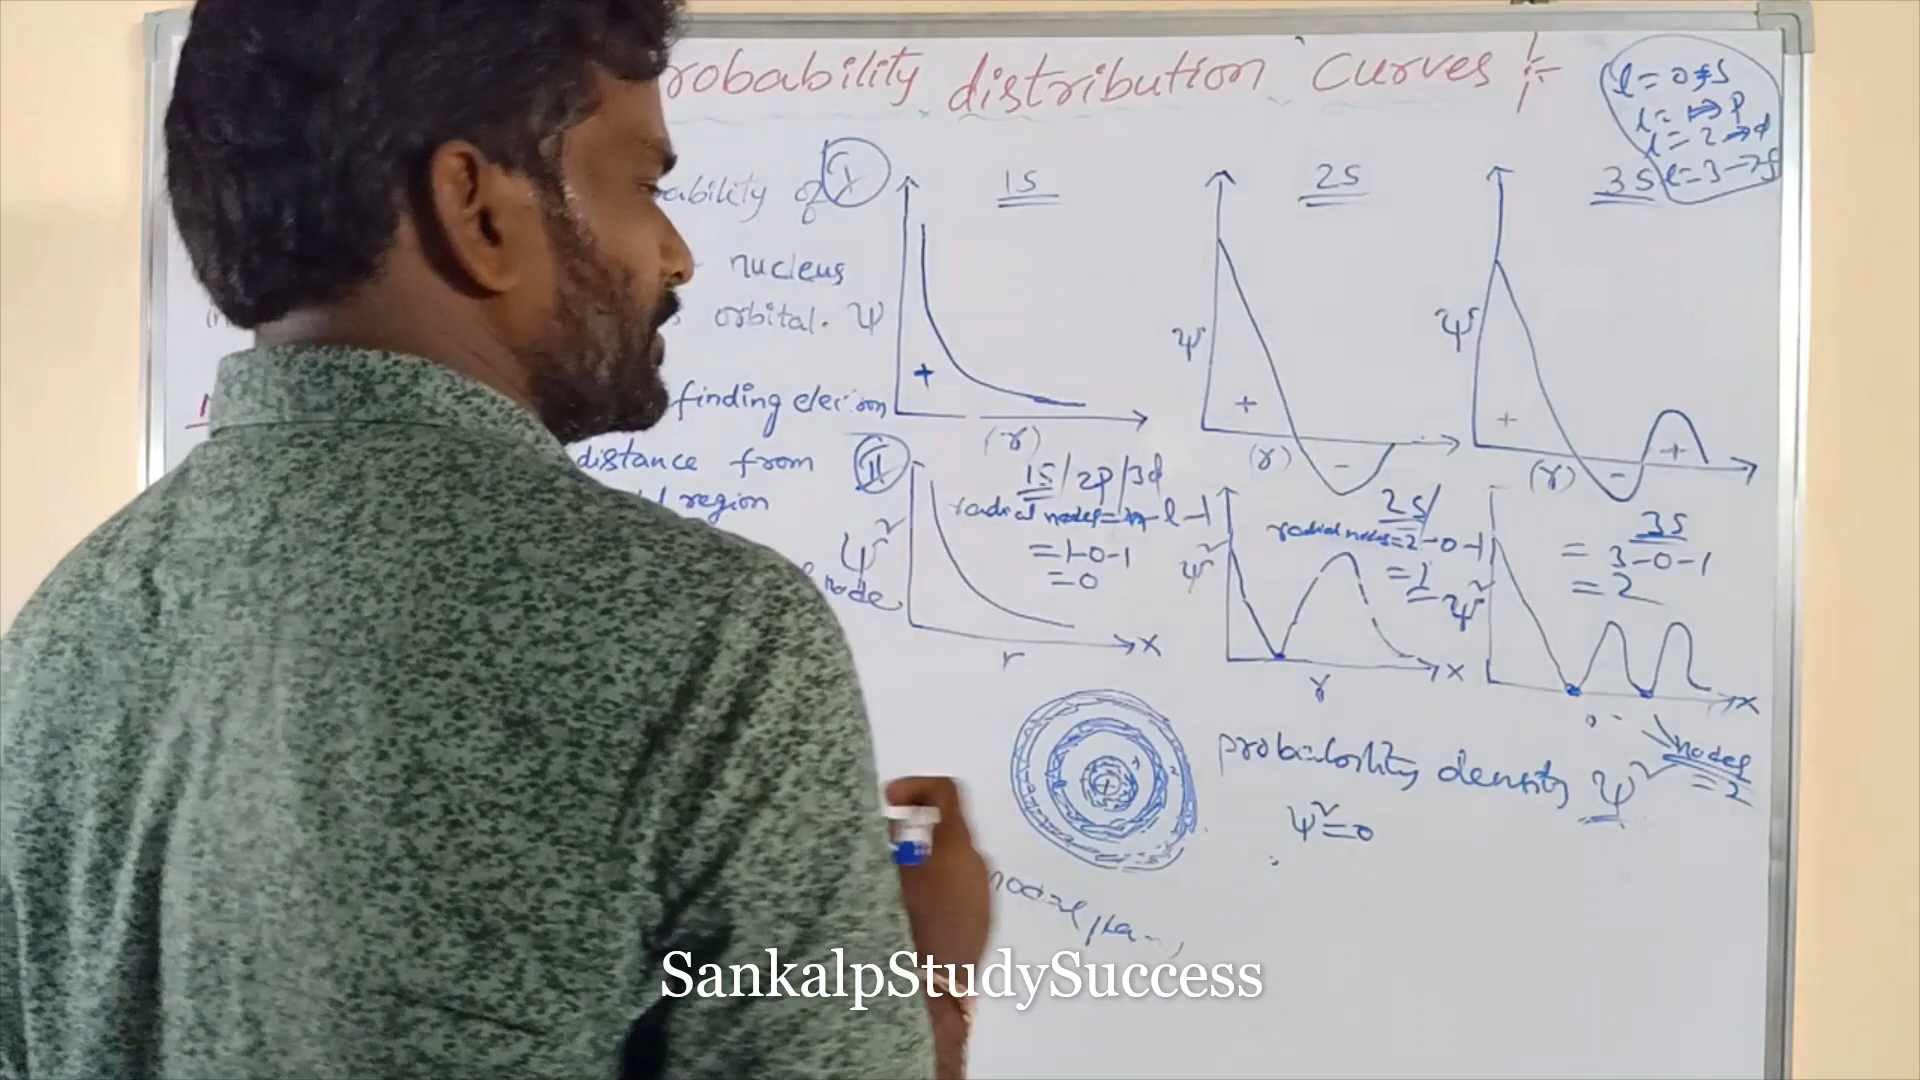 robability distribution curves :-
l = 0 → s
l = 1 → p
l = 2 → d
l = 3 → f
ability of
I
1S
2S
3S
nucleus
orbital. ψ
ψ
ψ
+
+
-
+
-
+
finding electron
(r)
(r)
(r)
distance from
region
II
1S/2p/3d
radial nodes = n-l-1
= 1-0-1
= 0
ψ²
2S/
radial nodes = 2-0-1
= 1
ψ²
3S
= 3-0-1
= 2
ψ²
node
r
x
r
x
x
nodes
= 2
probability density ψ²
ψ² = 0
SankalpStudySuccess